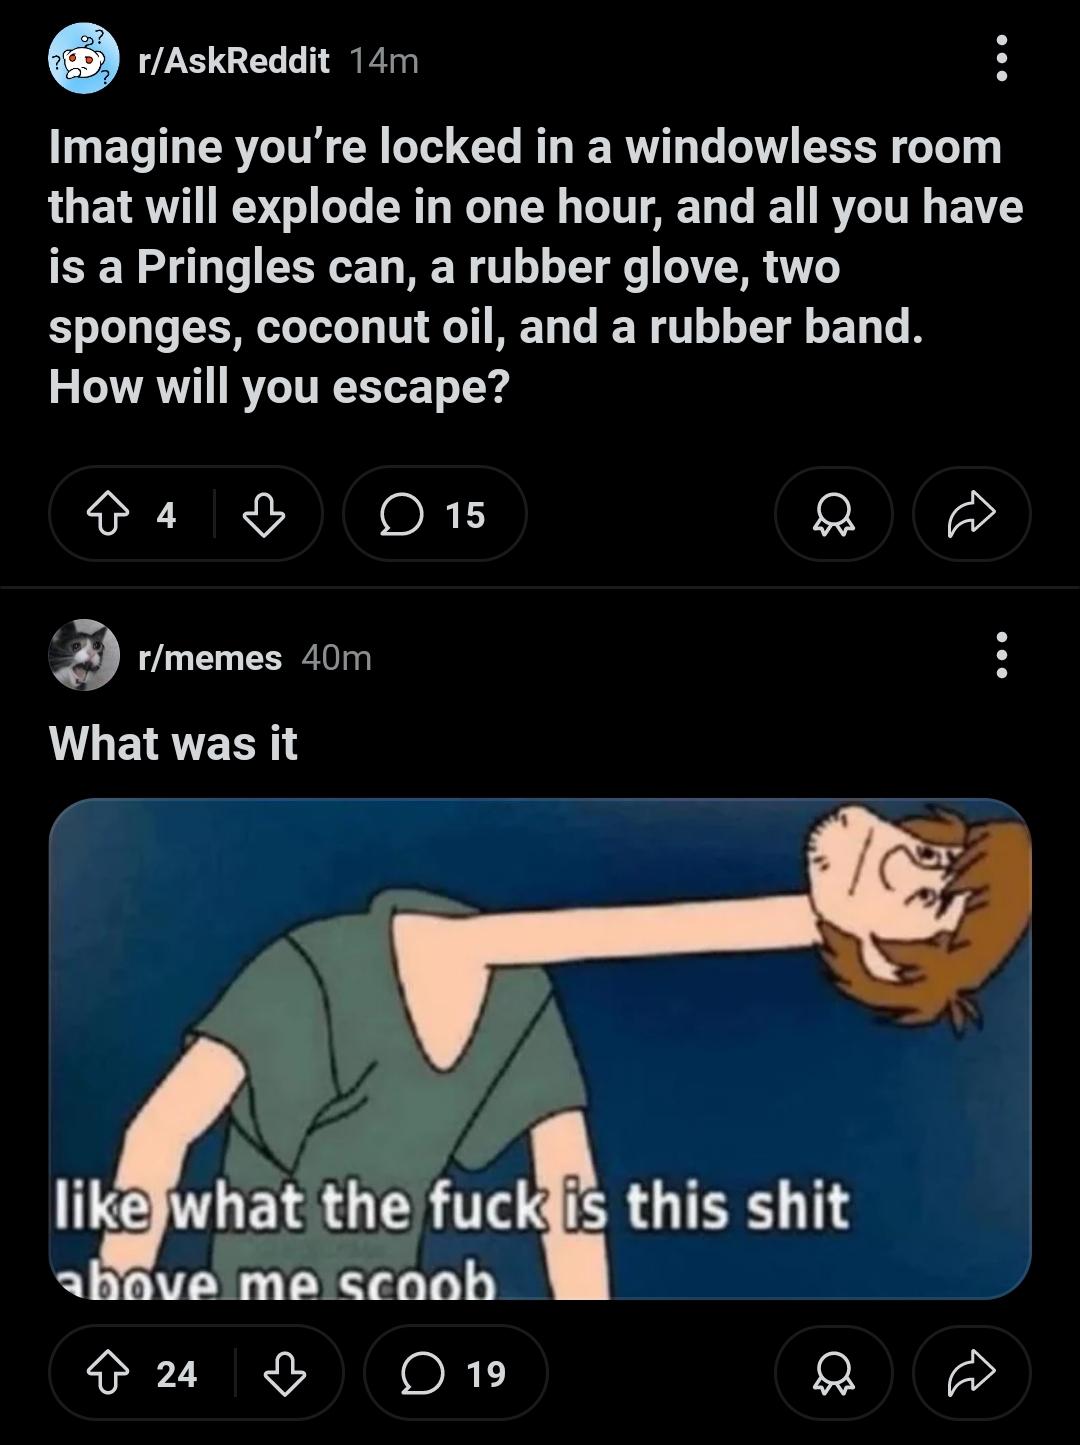 r/AskReddit 14m
Imagine you’re locked in a windowless room
that will explode in one hour, and all you have
is a Pringles can, a rubber glove, two
sponges, coconut oil, and a rubber band.
How will you escape?
4 15
r/memes 40m
What was it
like what the fuck is this shit
above me scoob
24 19